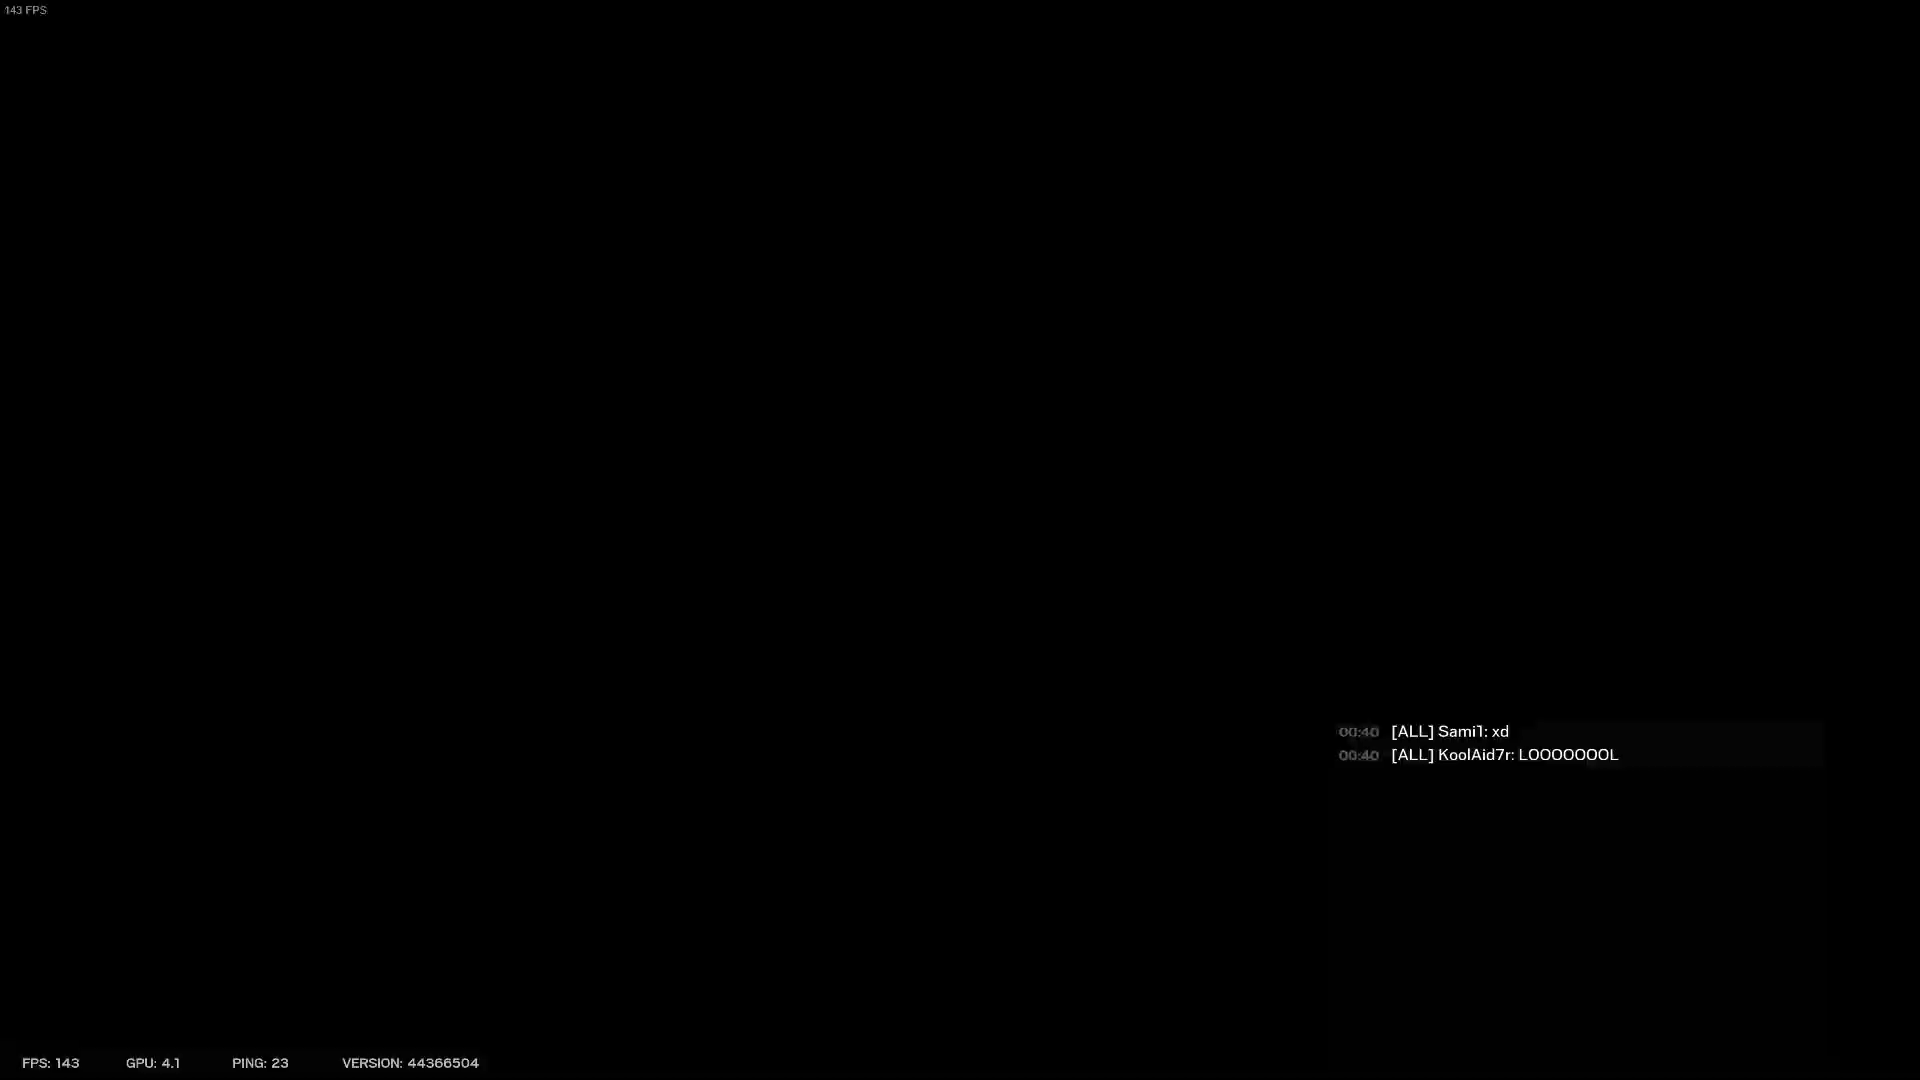 143 FPS
00:40 [ALL] Sami1: xd
00:40 [ALL] KoolAid7r: LOOOOOOOL
FPS: 143 GPU: 4.1 PING: 23 VERSION: 44366504